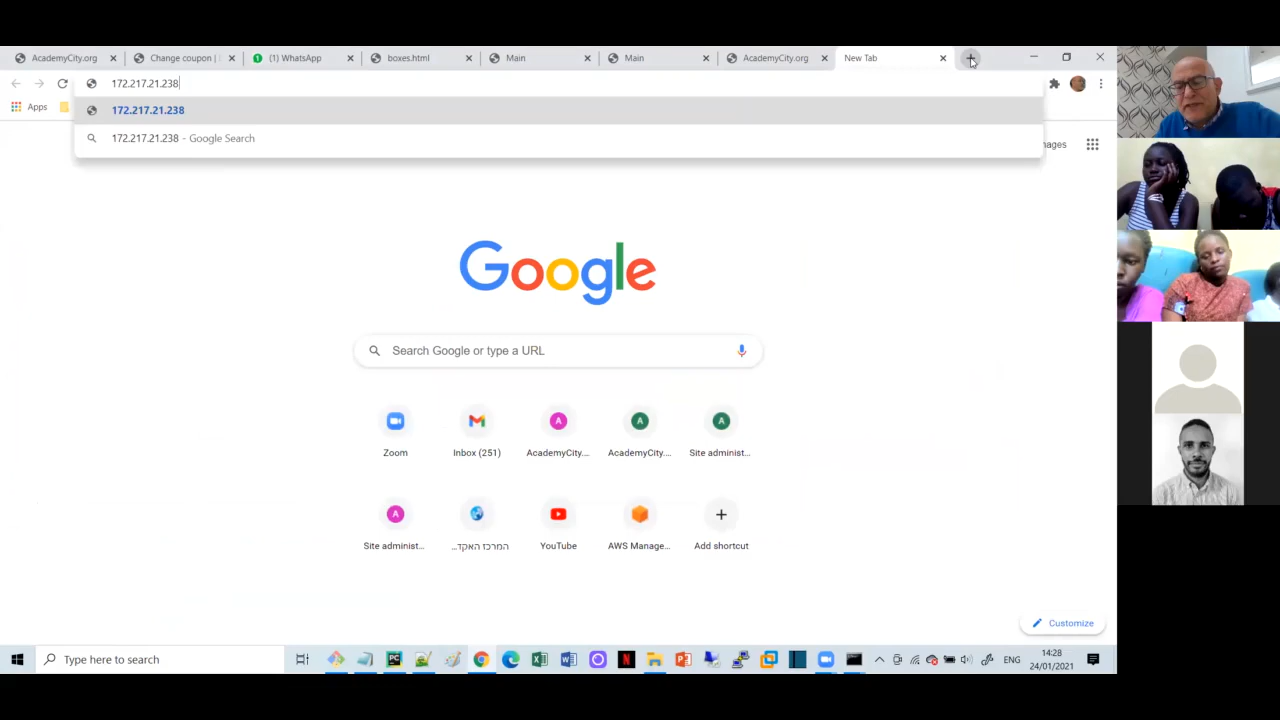 AcademyCity.org
Change coupon |
(1) WhatsApp
boxes.html
Main
Main
AcademyCity.org
New Tab
172.217.21.238
Apps
172.217.21.238
172.217.21.238 - Google Search
ages
Google
Search Google or type a URL
Zoom
Inbox (251)
AcademyCity....
AcademyCity....
Site administ...
Site administ...
המרכז האקד...
YouTube
AWS Manage...
Add shortcut
Customize
Type here to search
ENG
14:28
24/01/2021